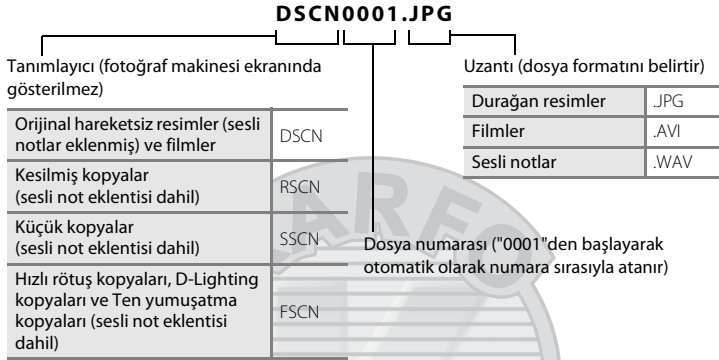 DSCN0001.JPG
Tanımlayıcı (fotoğraf makinesi ekranında
gösterilmez)
Orijinal hareketsiz resimler (sesli
notlar eklenmiş) ve filmler
DSCN
Kesilmiş kopyalar
(sesli not eklentisi dahil)
RSCN
Küçük kopyalar
(sesli not eklentisi dahil)
SSCN
Hızlı rötuş kopyaları, D-Lighting
kopyaları ve Ten yumuşatma
kopyaları (sesli not eklentisi
dahil)
FSCN
Uzantı (dosya formatını belirtir)
Durağan resimler .JPG
Filmler .AVI
Sesli notlar .WAV
Dosya numarası ("0001"den başlayarak
otomatik olarak numara sırasıyla atanır)